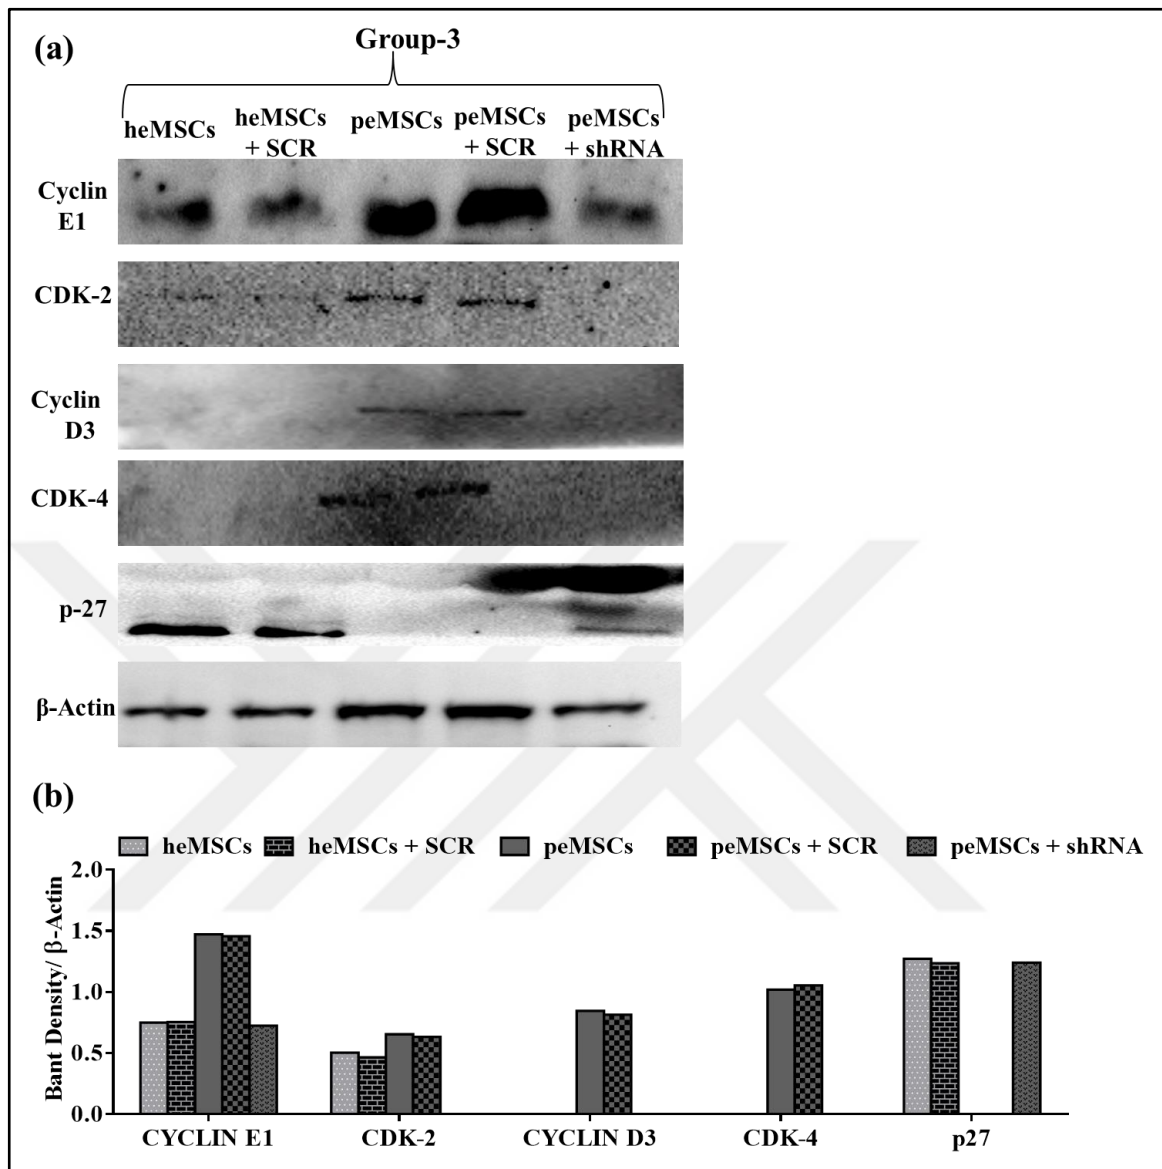 (a)
Group-3
heMSCs
heMSCs
+ SCR
peMSCs
peMSCs
+ SCR
peMSCs
+ shRNA
Cyclin
E1
CDK-2
Cyclin
D3
CDK-4
p-27
β-Actin
(b)
heMSCs
heMSCs + SCR
peMSCs
peMSCs + SCR
peMSCs + shRNA
Bant Density/ β-Actin
2.0
1.5
1.0
0.5
0.0
CYCLIN E1
CDK-2
CYCLIN D3
CDK-4
p27